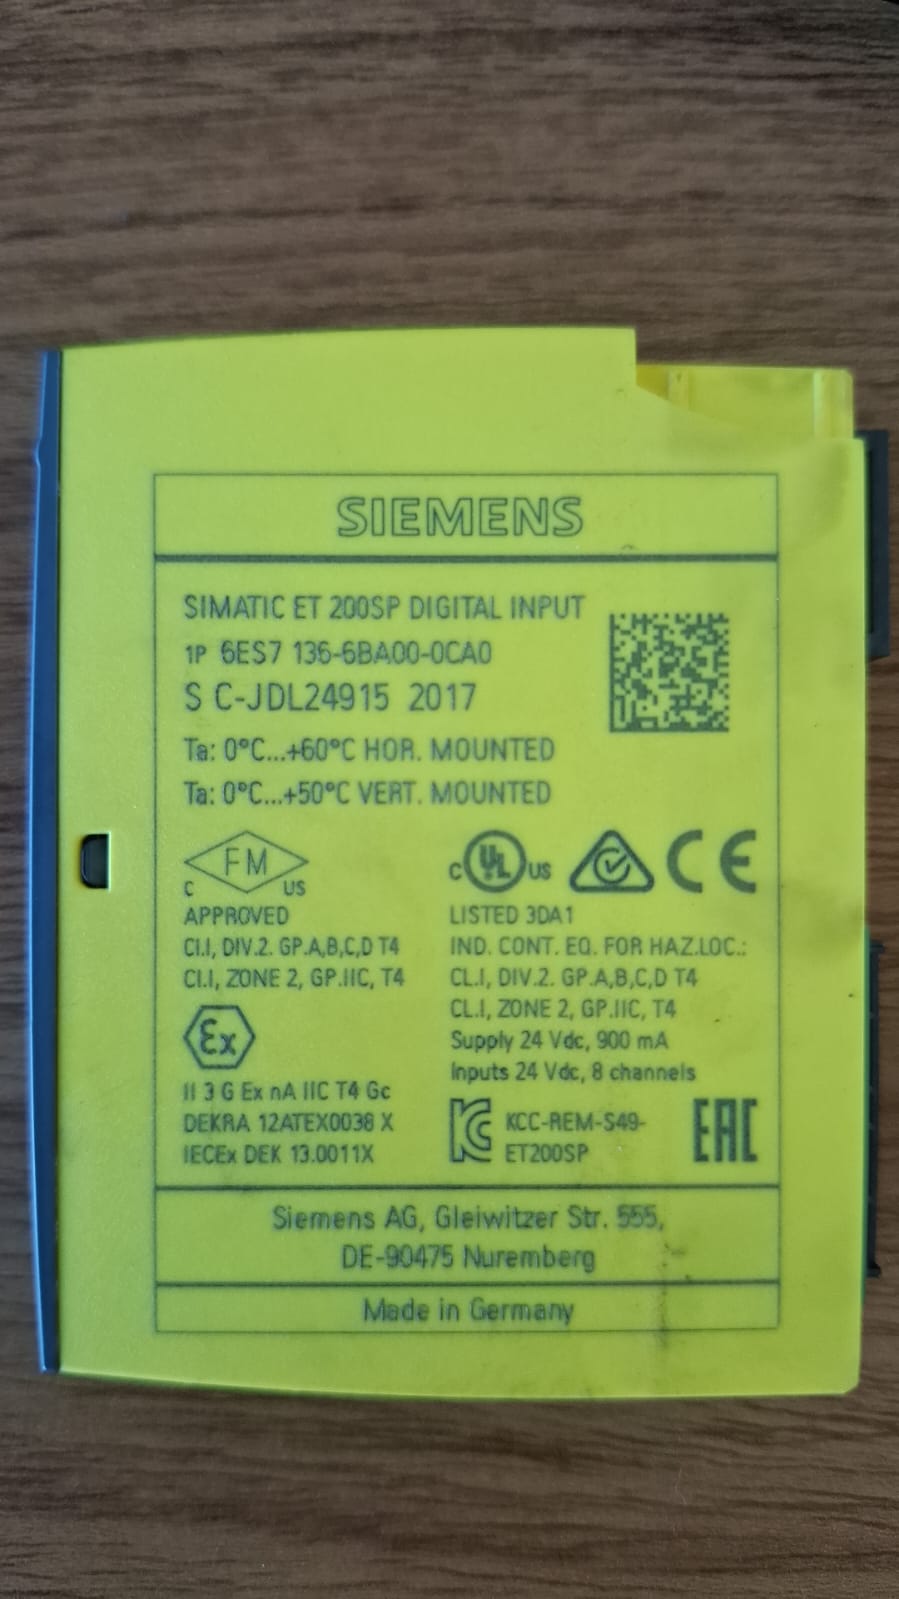 SIEMENS
SIMATIC ET 200SP DIGITAL INPUT
1P 6ES7 136-6BA00-0CA0
S C-JDL24915 2017
Ta: 0°C...+60°C HOR. MOUNTED
Ta: 0°C...+50°C VERT. MOUNTED
C FM US
APPROVED
Cl.I, DIV.2. GP.A,B,C,D T4
Cl.I, ZONE 2, GP.IIC, T4
Ex
II 3 G Ex nA IIC T4 Gc
DEKRA 12ATEX0038 X
IECEx DEK 13.0011X
C UL US CE
LISTED 3DA1
IND. CONT. EQ. FOR HAZ.LOC.:
CL.I, DIV.2. GP.A,B,C,D T4
CL.I, ZONE 2, GP.IIC, T4
Supply 24 Vdc, 900 mA
Inputs 24 Vdc, 8 channels
KC KCC-REM-S49-
ET200SP
EAC
Siemens AG, Gleiwitzer Str. 555,
DE-90475 Nuremberg
Made in Germany